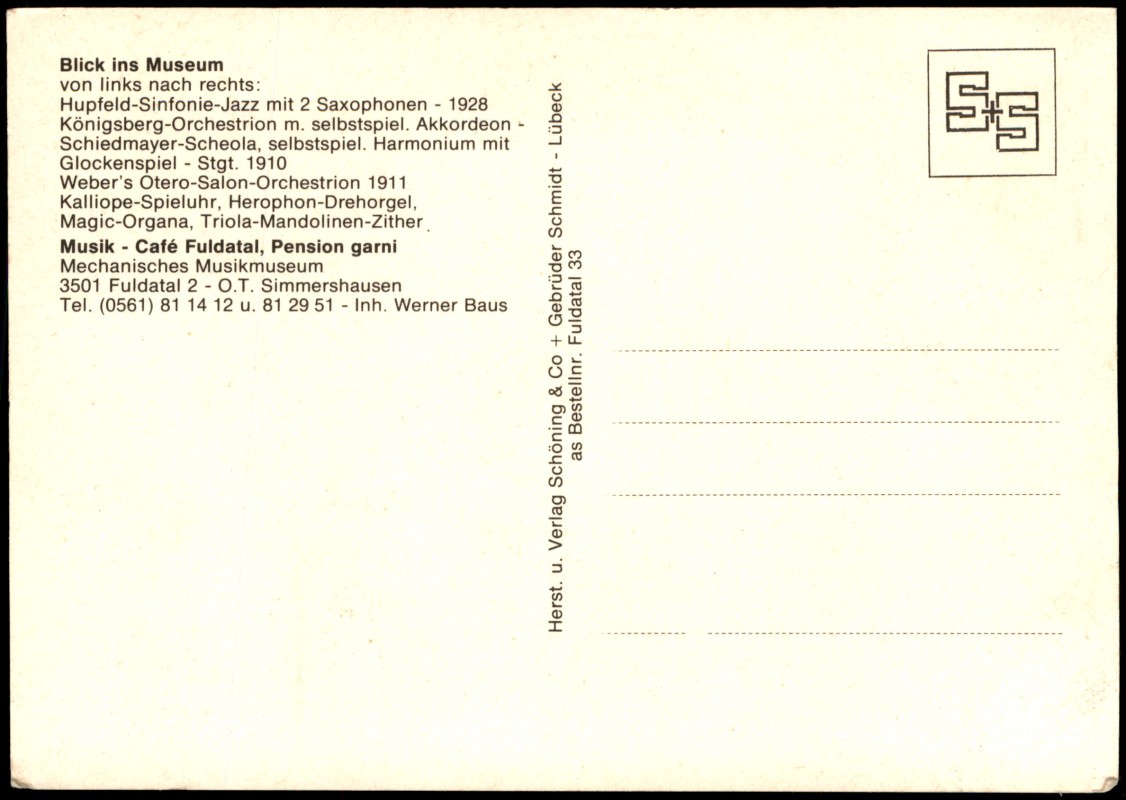 Blick ins Museum
von links nach rechts:
Hupfeld-Sinfonie-Jazz mit 2 Saxophonen - 1928
Königsberg-Orchestrion m. selbstspiel. Akkordeon -
Schiedmayer-Scheola, selbstspiel. Harmonium mit
Glockenspiel - Stgt. 1910
Weber's Otero-Salon-Orchestrion 1911
Kalliope-Spieluhr, Herophon-Drehorgel,
Magic-Organa, Triola-Mandolinen-Zither
Musik - Café Fuldatal, Pension garni
Mechanisches Musikmuseum
3501 Fuldatal 2 - O.T. Simmershausen
Tel. (0561) 81 14 12 u. 81 29 51 - Inh. Werner Baus
Herst. u. Verlag Schöning & Co + Gebrüder Schmidt - Lübeck
as Bestellnr. Fuldatal 33
S+S